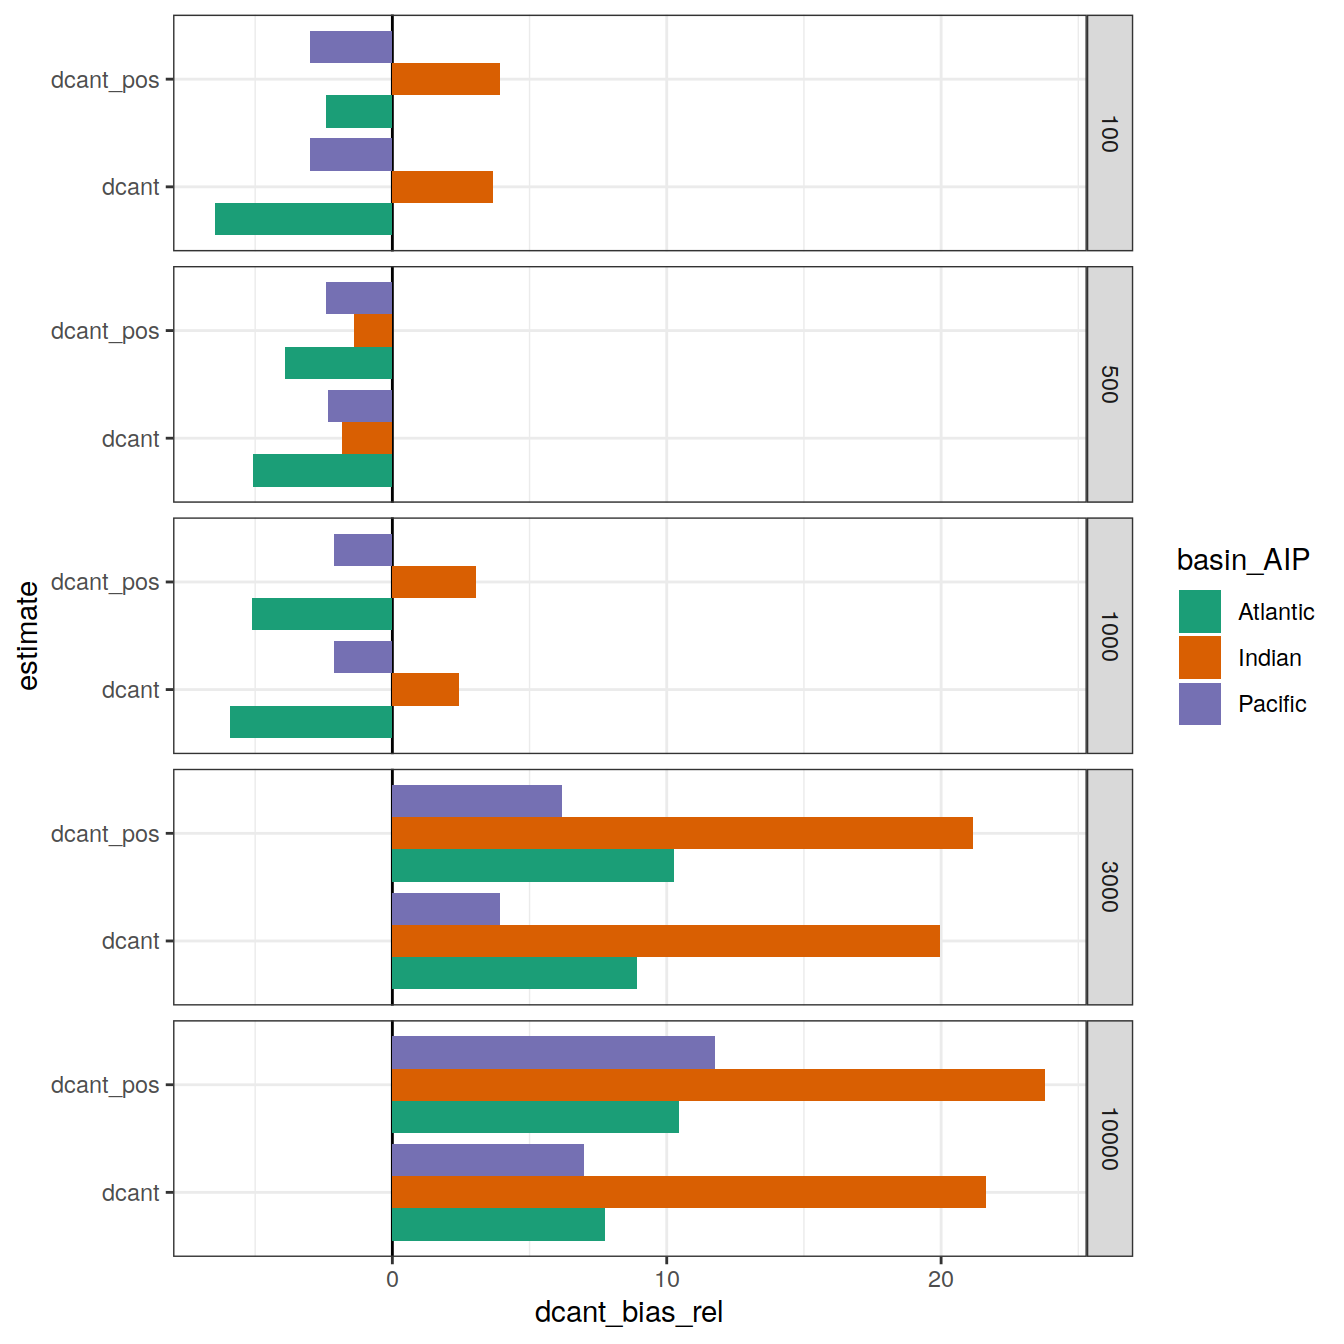 dcant_pos
dcant
100
dcant_pos
dcant
500
dcant_pos
dcant
1000
dcant_pos
dcant
3000
dcant_pos
dcant
10000
0 10 20
dcant_bias_rel
estimate
basin_AIP
Atlantic
Indian
Pacific